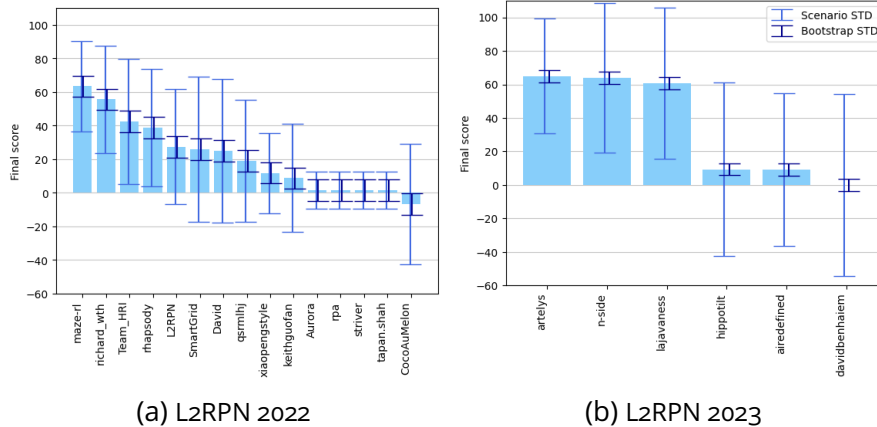 Final score
100
80
60
40
20
0
−20
−40
−60
maze-rl
richard_wth
Team_HRI
rhapsody
L2RPN
SmartGrid
David
qsrmlhj
xiaopengstyle
keithguofan
Aurora
rpa
striver
tapan.shah
CocoAuMelon
(a) L2RPN 2022
Final score
100
80
60
40
20
0
−20
−40
−60
Scenario STD
Bootstrap STD
artelys
n-side
lajavaness
hippotilt
airedefined
davidbenhaiem
(b) L2RPN 2023